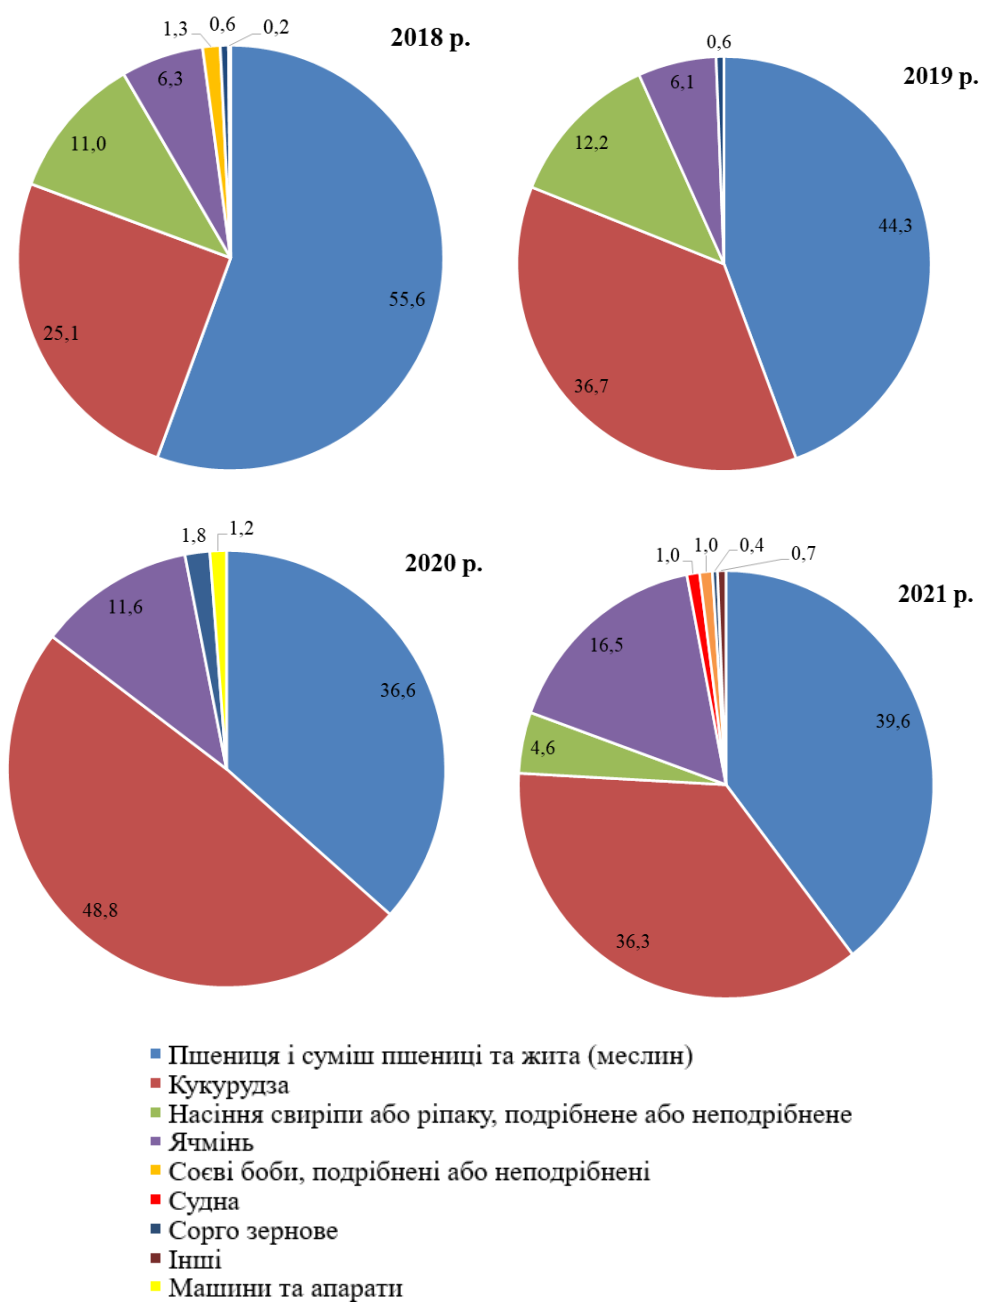 2018 р.
1,3
0,6
0,2
6,3
11,0
25,1
55,6
2019 р.
0,6
6,1
12,2
44,3
36,7
2020 р.
1,8
1,2
11,6
36,6
48,8
2021 р.
1,0
1,0
0,4
0,7
16,5
4,6
39,6
36,3
Пшениця і суміш пшениці та жита (меслин)
Кукурудза
Насіння свиріпи або ріпаку, подрібнене або неподрібнене
Ячмінь
Соєві боби, подрібнені або неподрібнені
Судна
Сорго зернове
Інші
Машини та апарати